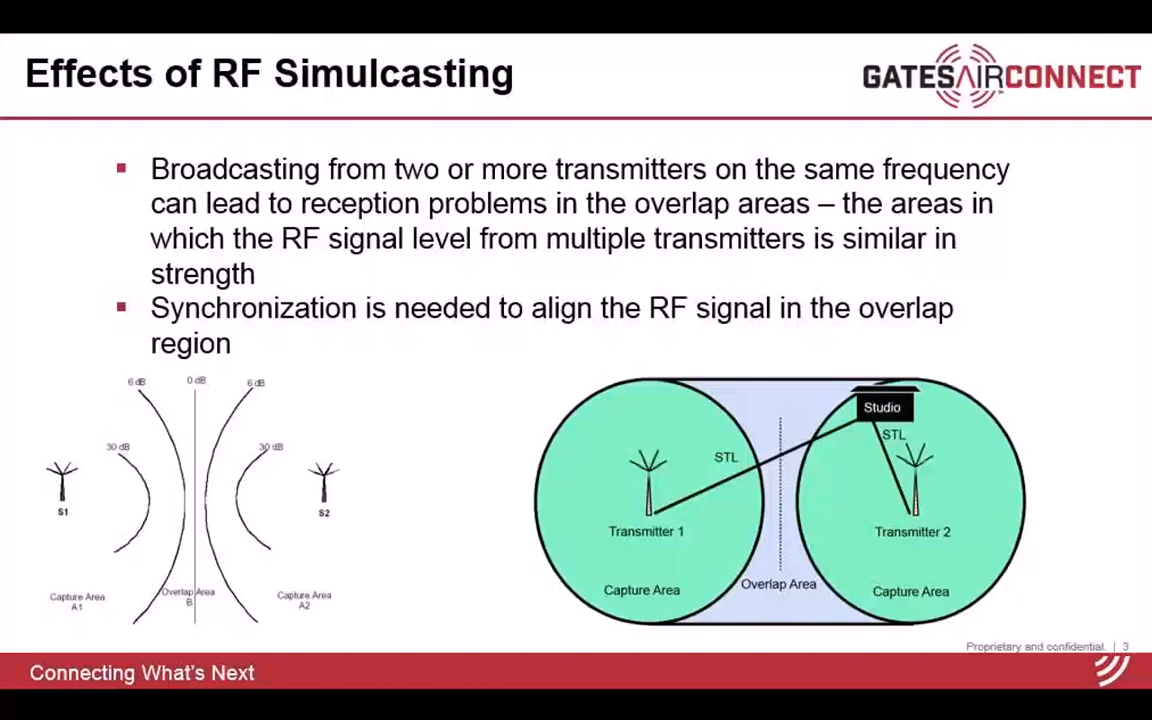 Effects of RF Simulcasting
GATESAIRCONNECT
▪ Broadcasting from two or more transmitters on the same frequency
can lead to reception problems in the overlap areas – the areas in
which the RF signal level from multiple transmitters is similar in
strength
▪ Synchronization is needed to align the RF signal in the overlap
region
6 dB
0 dB
6 dB
30 dB
30 dB
S1
S2
Capture Area
A1
Overlap Area
B
Capture Area
A2
Studio
STL
STL
Transmitter 1
Transmitter 2
Capture Area
Overlap Area
Capture Area
Proprietary and confidential. | 3
Connecting What's Next